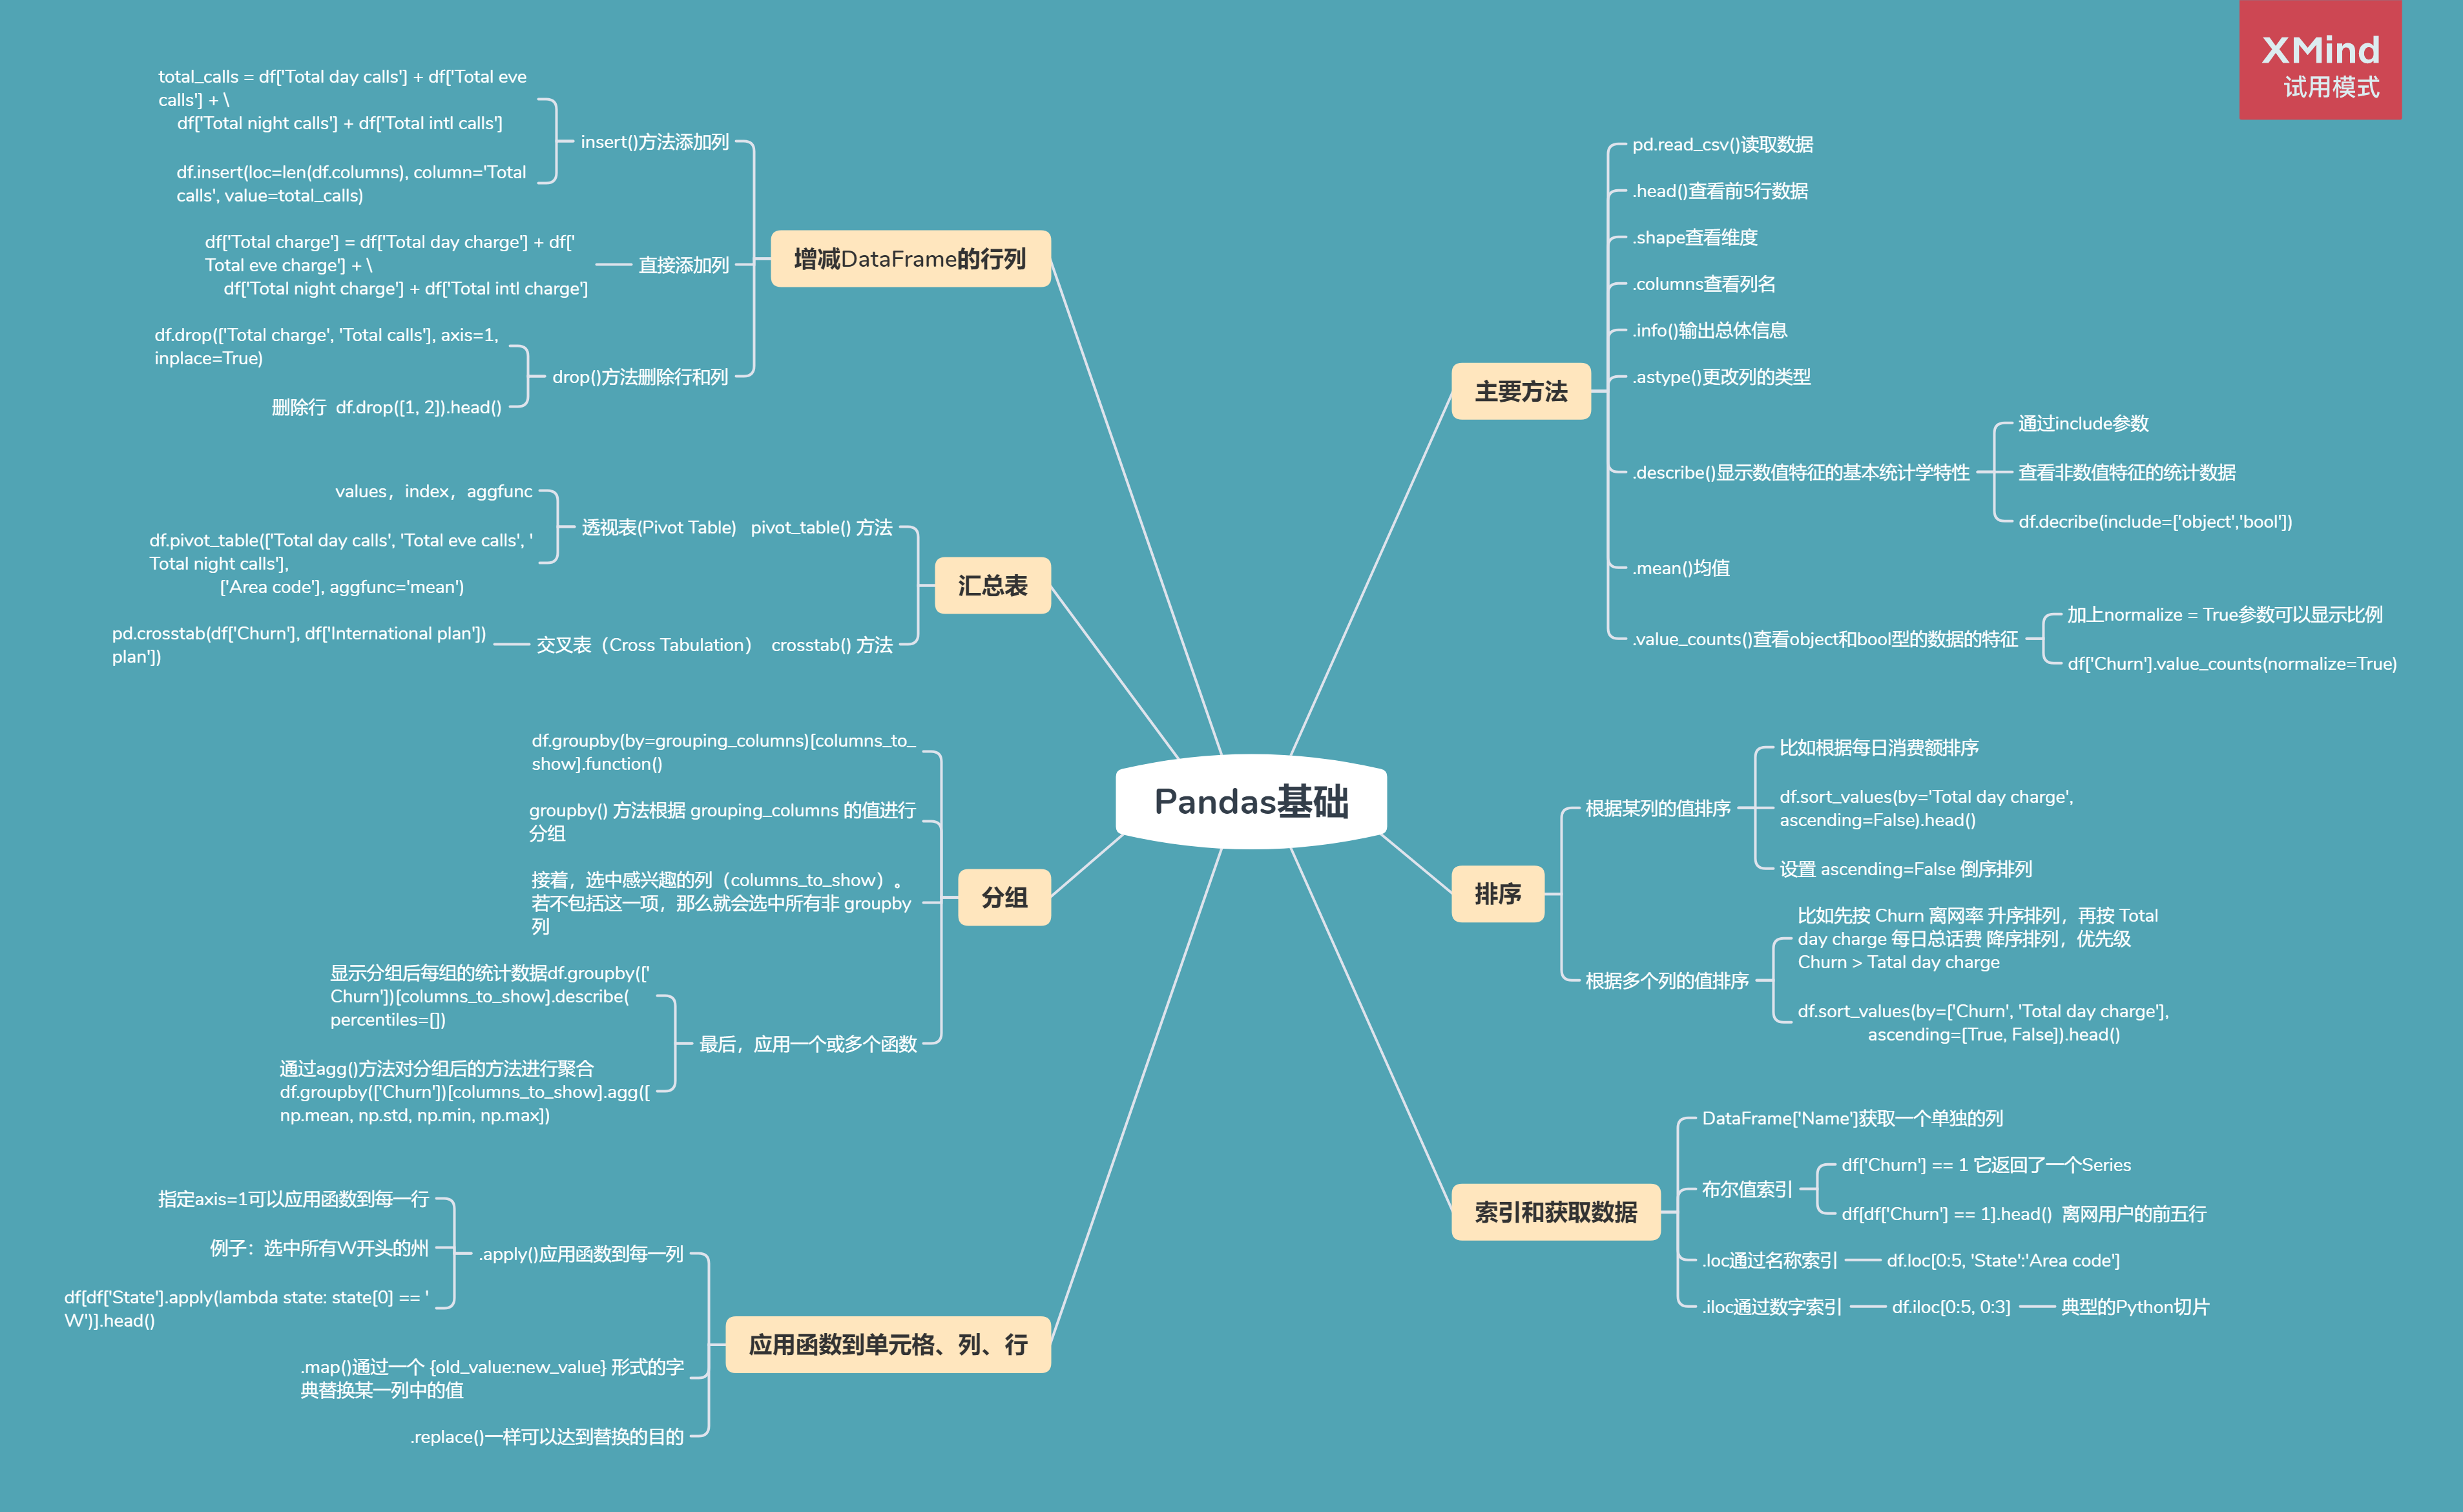 XMind
试用模式
Pandas基础
主要方法
pd.read_csv()读取数据
.head()查看前5行数据
.shape查看维度
.columns查看列名
.info()输出总体信息
.astype()更改列的类型
.describe()显示数值特征的基本统计学特性
通过include参数
查看非数值特征的统计数据
df.decribe(include=['object','bool'])
.mean()均值
.value_counts()查看object和bool型的数据的特征
加上normalize = True参数可以显示比例
df['Churn'].value_counts(normalize=True)
排序
根据某列的值排序
比如根据每日消费额排序
df.sort_values(by='Total day charge',
ascending=False).head()
设置 ascending=False 倒序排列
根据多个列的值排序
比如先按 Churn 离网率 升序排列，再按 Total
day charge 每日总话费 降序排列，优先级
Churn > Tatal day charge
df.sort_values(by=['Churn', 'Total day charge'],
ascending=[True, False]).head()
索引和获取数据
DataFrame['Name']获取一个单独的列
布尔值索引
df['Churn'] == 1 它返回了一个Series
df[df['Churn'] == 1].head() 离网用户的前五行
.loc通过名称索引
df.loc[0:5, 'State':'Area code']
.iloc通过数字索引
df.iloc[0:5, 0:3]
典型的Python切片
增减DataFrame的行列
insert()方法添加列
total_calls = df['Total day calls'] + df['Total eve
calls'] + \
df['Total night calls'] + df['Total intl calls']
df.insert(loc=len(df.columns), column='Total
calls', value=total_calls)
直接添加列
df['Total charge'] = df['Total day charge'] + df['
Total eve charge'] + \
df['Total night charge'] + df['Total intl charge']
drop()方法删除行和列
df.drop(['Total charge', 'Total calls'], axis=1,
inplace=True)
删除行 df.drop([1, 2]).head()
汇总表
透视表(Pivot Table) pivot_table() 方法
values，index，aggfunc
df.pivot_table(['Total day calls', 'Total eve calls', '
Total night calls'],
['Area code'], aggfunc='mean')
交叉表（Cross Tabulation） crosstab() 方法
pd.crosstab(df['Churn'], df['International plan'])
plan'])
分组
df.groupby(by=grouping_columns)[columns_to_
show].function()
groupby() 方法根据 grouping_columns 的值进行
分组
接着，选中感兴趣的列（columns_to_show）。
若不包括这一项，那么就会选中所有非 groupby
列
最后，应用一个或多个函数
显示分组后每组的统计数据df.groupby(['
Churn'])[columns_to_show].describe(
percentiles=[])
通过agg()方法对分组后的方法进行聚合
df.groupby(['Churn'])[columns_to_show].agg([
np.mean, np.std, np.min, np.max])
应用函数到单元格、列、行
.apply()应用函数到每一列
指定axis=1可以应用函数到每一行
例子：选中所有W开头的州
df[df['State'].apply(lambda state: state[0] == '
W')].head()
.map()通过一个 {old_value:new_value} 形式的字
典替换某一列中的值
.replace()一样可以达到替换的目的